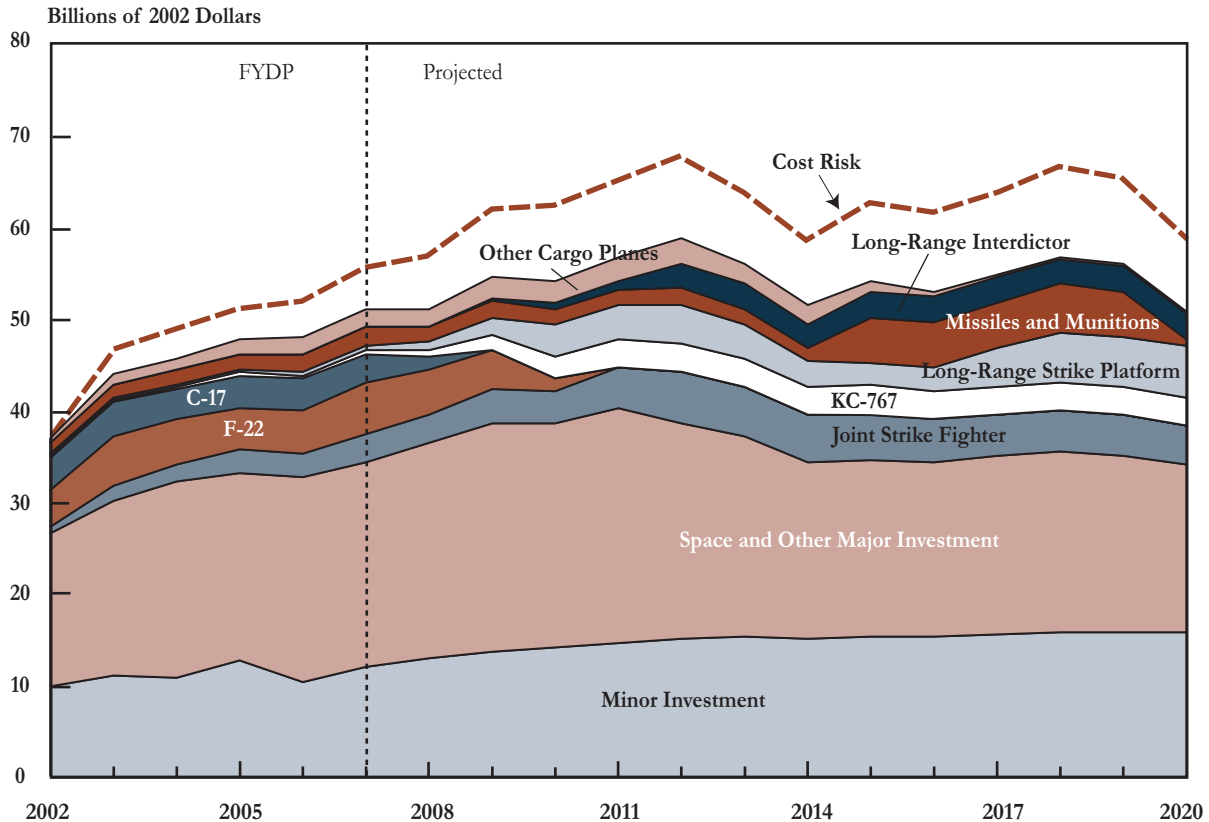 Billions of 2002 Dollars
80
FYDP
Projected
70
Cost Risk
60
Long-Range Interdictor
Other Cargo Planes
50
Missiles and Munitions
Long-Range Strike Platform
C-17
KC-767
40
F-22
Joint Strike Fighter
30
Space and Other Major Investment
20
10
Minor Investment
0
2002
2005
2008
2011
2014
2017
2020